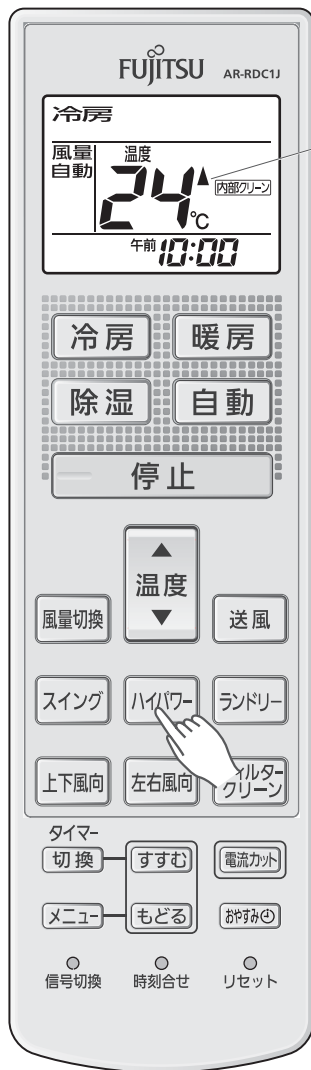 FUJITSU AR-RDC1J
冷房
風量 温度
自動 24▲ 内部クリーン
℃
午前 10:00
冷房 暖房
除湿 自動
停止
▲
温度
▼
風量切換 送風
スイング ハイパワー ランドリー
上下風向 左右風向 フィルタークリーン
タイマー
切換 すすむ 電流カット
メニュー もどる おやすみ
信号切換 時刻合せ リセット